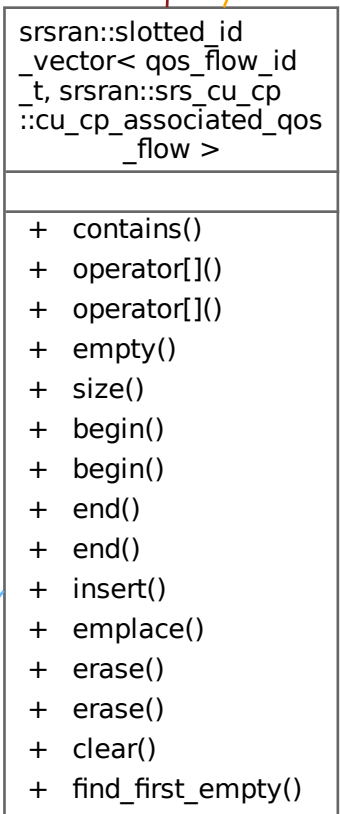 srsran::slotted_id
_vector< qos_flow_id
_t, srsran::srs_cu_cp
::cu_cp_associated_qos
_flow >
+ contains()
+ operator[]()
+ operator[]()
+ empty()
+ size()
+ begin()
+ begin()
+ end()
+ end()
+ insert()
+ emplace()
+ erase()
+ erase()
+ clear()
+ find_first_empty()